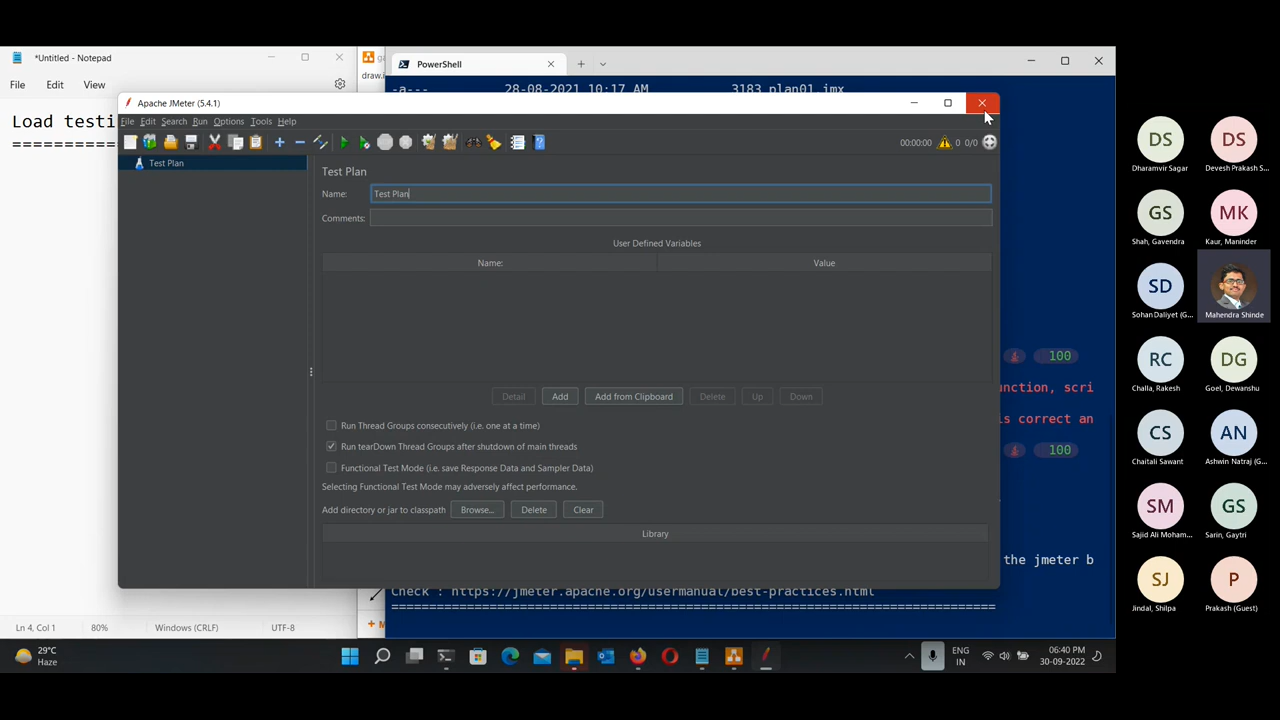 *Untitled - Notepad
File Edit View
Load testi
============
Ln 4, Col 1 80% Windows (CRLF) UTF-8
draw.i
PowerShell
-a--- 28-08-2021 10:17 AM 3183 plan01.jmx
100
nction, scri
is correct an
100
the jmeter b
Check : https://jmeter.apache.org/usermanual/best-practices.html
================================================================================
Apache JMeter (5.4.1)
File Edit Search Run Options Tools Help
00:00:00 0 0/0
Test Plan
Test Plan
Name: Test Plan
Comments:
User Defined Variables
Name: Value
Detail Add Add from Clipboard Delete Up Down
Run Thread Groups consecutively (i.e. one at a time)
Run tearDown Thread Groups after shutdown of main threads
Functional Test Mode (i.e. save Response Data and Sampler Data)
Selecting Functional Test Mode may adversely affect performance.
Add directory or jar to classpath Browse... Delete Clear
Library
29°C
Haze
ENG
IN
06:40 PM
30-09-2022
DS
Dharamvir Sagar
DS
Devesh Prakash S...
GS
Shah, Gavendra
MK
Kaur, Maninder
SD
Sohan Daliyet (G...
Mahendra Shinde
RC
Challa, Rakesh
DG
Goel, Dewanshu
CS
Chaitali Sawant
AN
Ashwin Natraj (G...
SM
Sajid Ali Moham...
GS
Sarin, Gaytri
SJ
Jindal, Shilpa
P
Prakash (Guest)